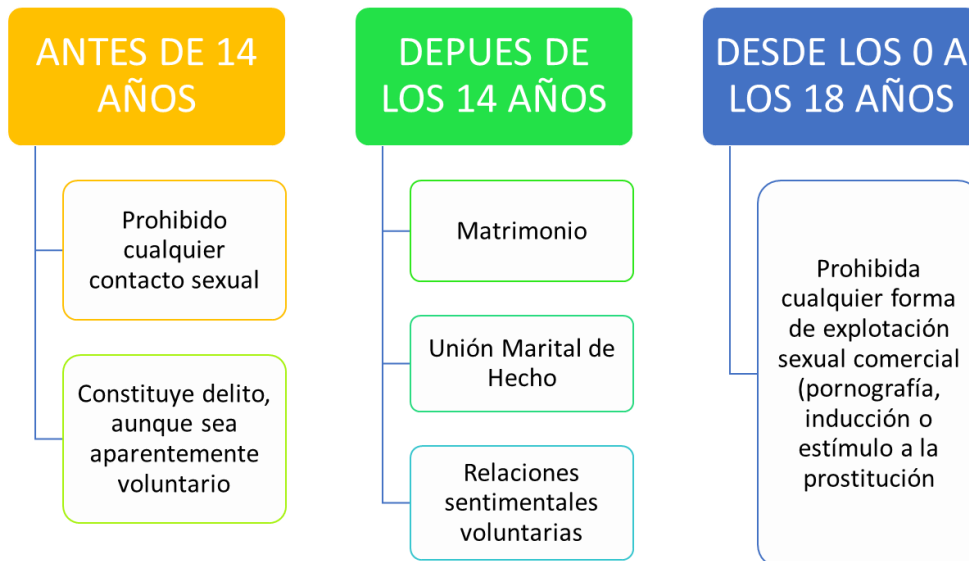 ANTES DE 14
AÑOS
Prohibido
cualquier
contacto sexual
Constituye delito,
aunque sea
aparentemente
voluntario
DEPUES DE
LOS 14 AÑOS
Matrimonio
Unión Marital de
Hecho
Relaciones
sentimentales
voluntarias
DESDE LOS 0 A
LOS 18 AÑOS
Prohibida
cualquier forma
de explotación
sexual comercial
(pornografía,
inducción o
estímulo a la
prostitución